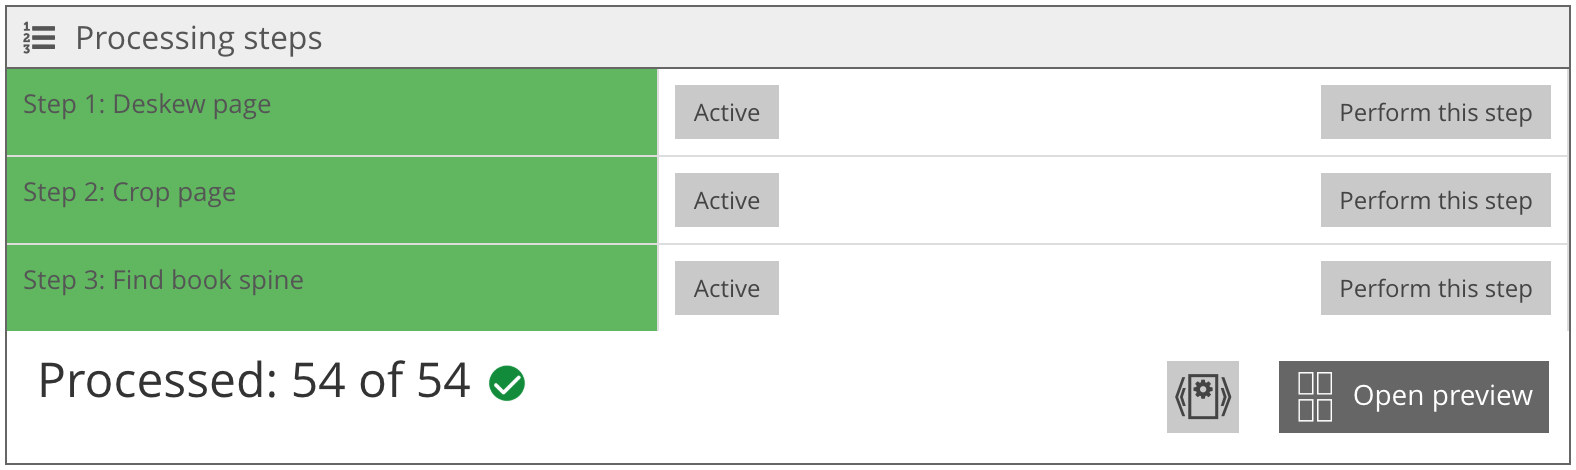 Processing steps
Step 1: Deskew page Active Perform this step
Step 2: Crop page Active Perform this step
Step 3: Find book spine Active Perform this step
Processed: 54 of 54
Open preview